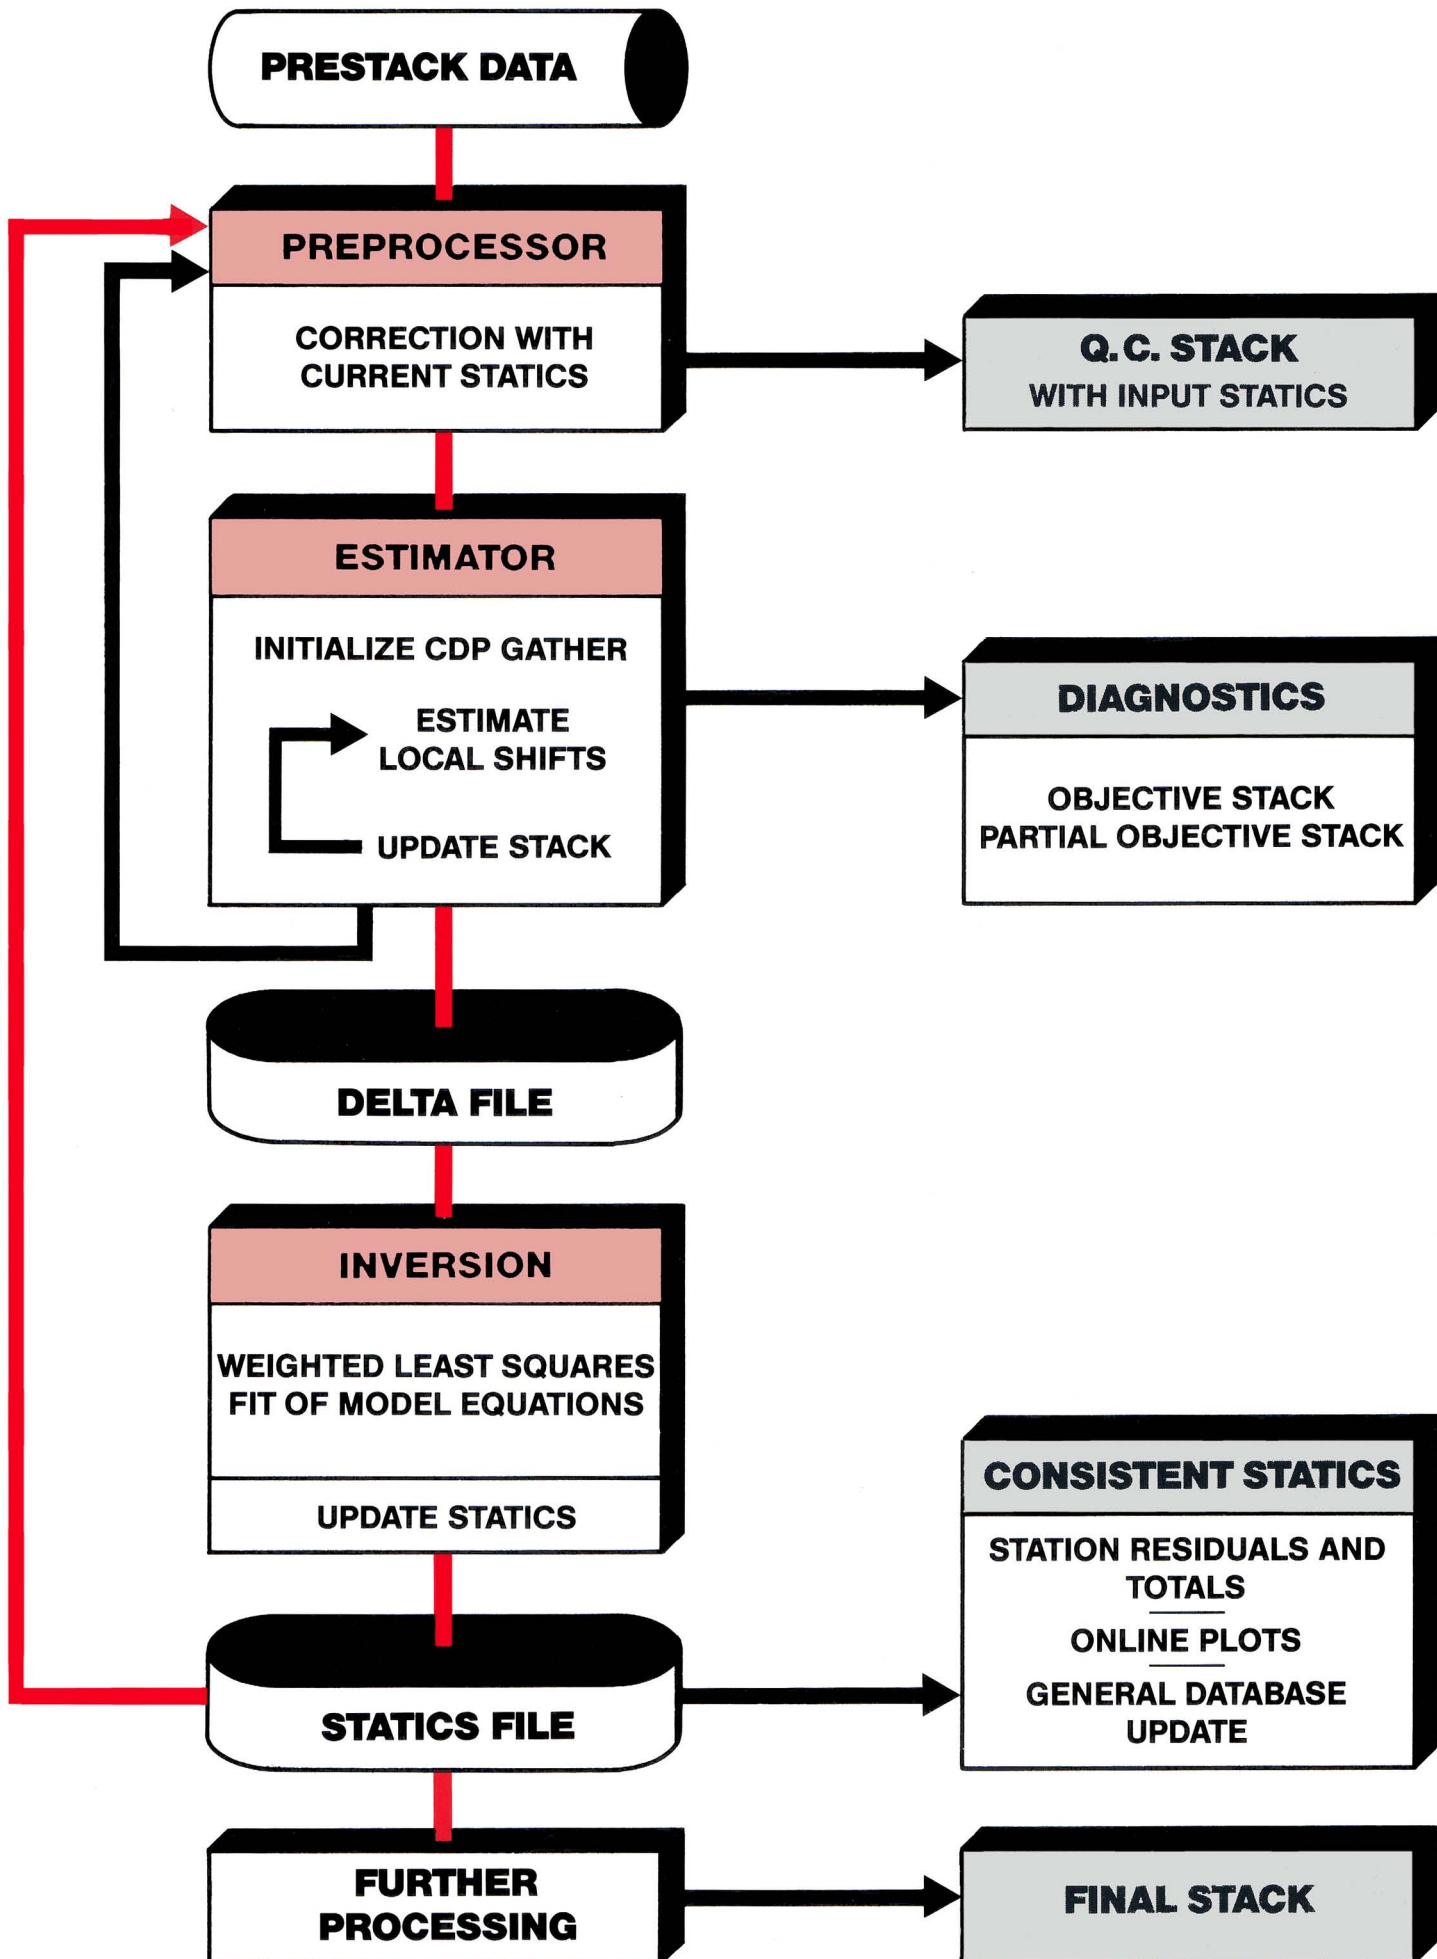 PRESTACK DATA
PREPROCESSOR
CORRECTION WITH
CURRENT STATICS
Q.C. STACK
WITH INPUT STATICS
ESTIMATOR
INITIALIZE CDP GATHER
ESTIMATE
LOCAL SHIFTS
UPDATE STACK
DIAGNOSTICS
OBJECTIVE STACK
PARTIAL OBJECTIVE STACK
DELTA FILE
INVERSION
WEIGHTED LEAST SQUARES
FIT OF MODEL EQUATIONS
UPDATE STATICS
CONSISTENT STATICS
STATION RESIDUALS AND
TOTALS
ONLINE PLOTS
GENERAL DATABASE
UPDATE
STATICS FILE
FURTHER
PROCESSING
FINAL STACK